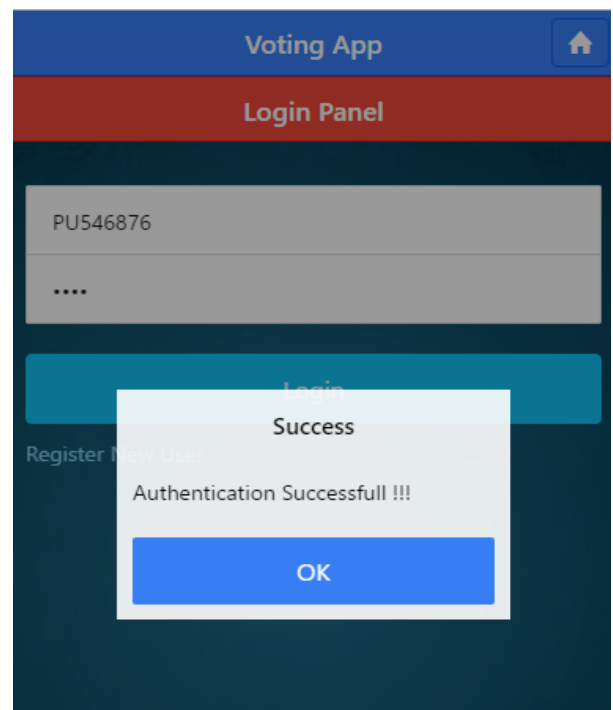 Voting App
Login Panel
PU546876
••••
Login
Success
Register New User
Authentication Successfull !!!
OK